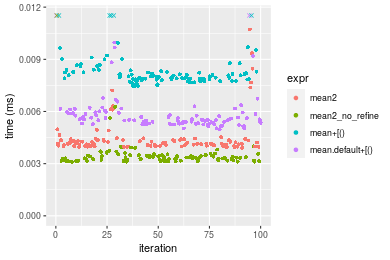 0.012
0.009
0.006
0.003
0.000
time (ms)
0
25
50
75
100
iteration
expr
mean2
mean2_no_refine
mean+[()
mean.default+[()